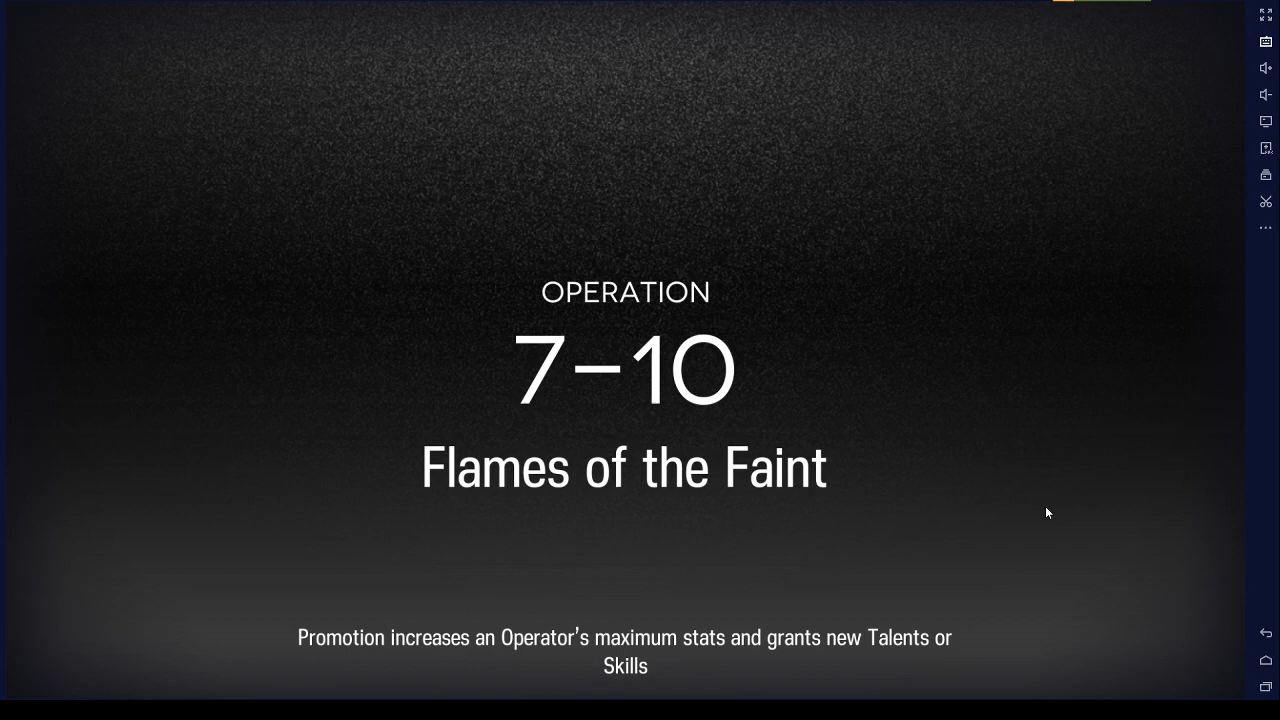 OPERATION
7–10
Flames of the Faint
Promotion increases an Operator's maximum stats and grants new Talents or
Skills